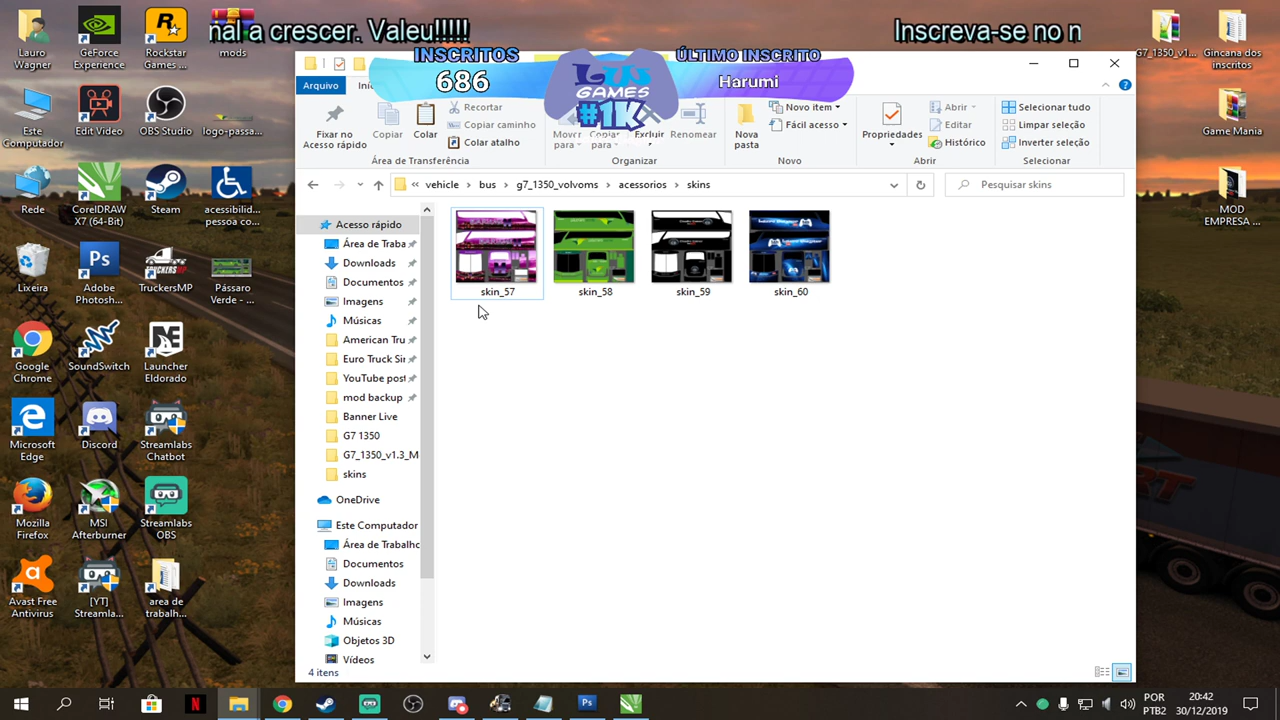 nal a crescer. Valeu!!!!!
Inscreva-se no n
INSCRITOS
686
LWS
GAMES
#1K
ÚLTIMO INSCRITO
Harumi
Lauro
Wagner
GeForce
Experience
Rockstar
Games ...
mods
Este
Computador
Edit Video
OBS Studio
logo-passa...
Rede
CorelDRAW
X7 (64-Bit)
Steam
acessibilid...
pessoa co...
Lixeira
Adobe
Photosh...
TruckersMP
Pássaro
Verde - ...
Google
Chrome
SoundSwitch
Launcher
Eldorado
Microsoft
Edge
Discord
Streamlabs
Chatbot
Mozilla
Firefox
MSI
Afterburner
Streamlabs
OBS
Avast Free
Antivirus
[YT]
Streamla...
area de
trabalh...
G7_1350_v1...
Gincana dos
inscritos
Game Mania
MOD
EMPRESA ...
Arquivo
Fixar no
Acesso rápido
Copiar
Colar
Recortar
Copiar caminho
Colar atalho
Área de Transferência
Mover
para
Copiar
para
Excluir
Renomear
Organizar
Nova
pasta
Novo item
Fácil acesso
Novo
Propriedades
Abrir
Editar
Histórico
Abrir
Selecionar tudo
Limpar seleção
Inverter seleção
Selecionar
« vehicle > bus > g7_1350_volvoms > acessorios > skins
Pesquisar skins
Acesso rápido
Área de Traba
Downloads
Documentos
Imagens
Músicas
American Tru
Euro Truck Sir
YouTube post
mod backup
Banner Live
G7 1350
G7_1350_v1.3_M
skins
OneDrive
Este Computador
Área de Trabalho
Documentos
Downloads
Imagens
Músicas
Objetos 3D
Vídeos
skin_57
skin_58
skin_59
skin_60
4 itens
POR
PTB2
20:42
30/12/2019